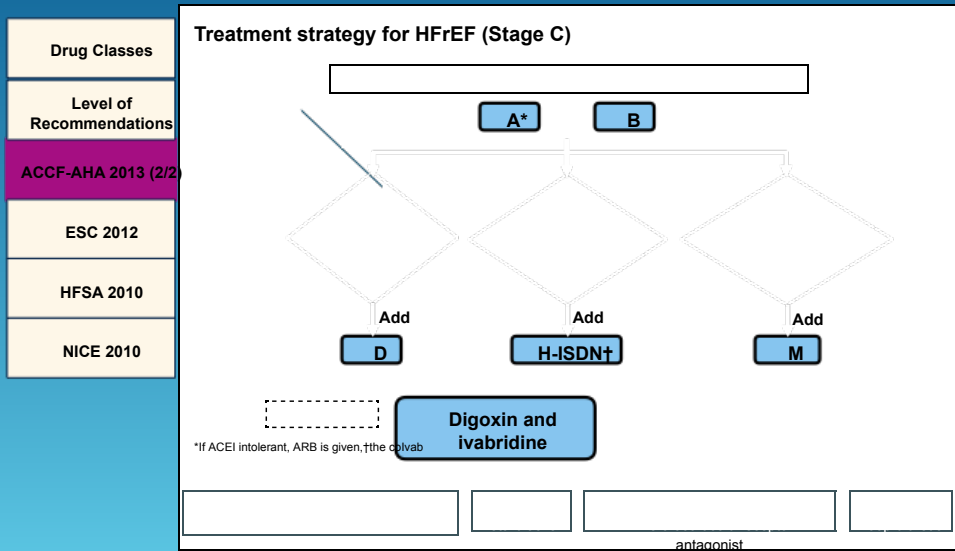 Drug Classes
Level of
Recommendations
ACCF-AHA 2013 (2/2)
ESC 2012
HFSA 2010
NICE 2010
Treatment strategy for HFrEF (Stage C)
A*
B
Add
Add
Add
D
H-ISDN†
M
Digoxin and
ivabridine
*If ACEI intolerant, ARB is given,†the
antagonist